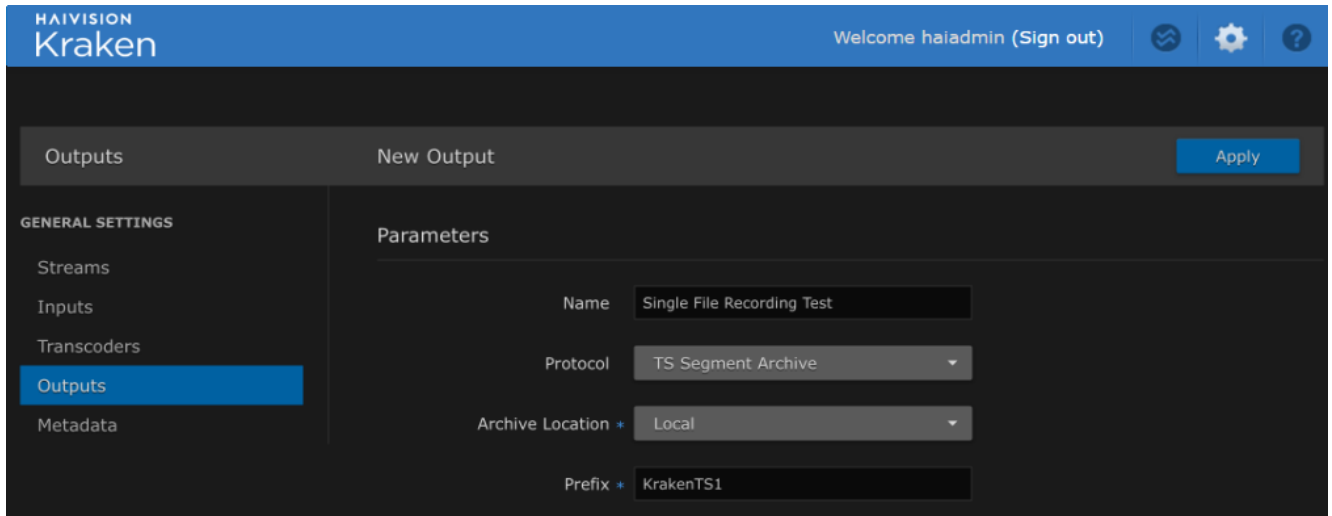 HAIVISION
Kraken
Welcome haiadmin (Sign out)
?
Outputs
New Output
Apply
GENERAL SETTINGS
Streams
Inputs
Transcoders
Outputs
Metadata
Parameters
Name Single File Recording Test
Protocol TS Segment Archive
Archive Location * Local
Prefix * KrakenTS1